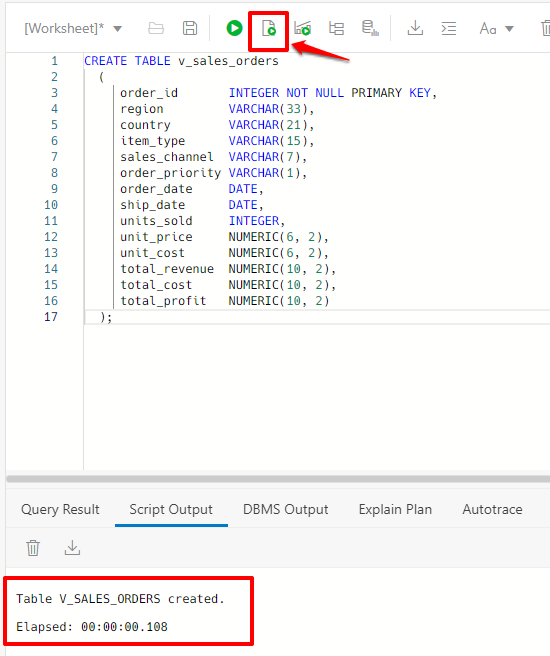 [Worksheet]* Aa
1 CREATE TABLE v_sales_orders
2 (
3 order_id INTEGER NOT NULL PRIMARY KEY,
4 region VARCHAR(33),
5 country VARCHAR(21),
6 item_type VARCHAR(15),
7 sales_channel VARCHAR(7),
8 order_priority VARCHAR(1),
9 order_date DATE,
10 ship_date DATE,
11 units_sold INTEGER,
12 unit_price NUMERIC(6, 2),
13 unit_cost NUMERIC(6, 2),
14 total_revenue NUMERIC(10, 2),
15 total_cost NUMERIC(10, 2),
16 total_profit NUMERIC(10, 2)
17 );
Query Result Script Output DBMS Output Explain Plan Autotrace
Table V_SALES_ORDERS created.
Elapsed: 00:00:00.108